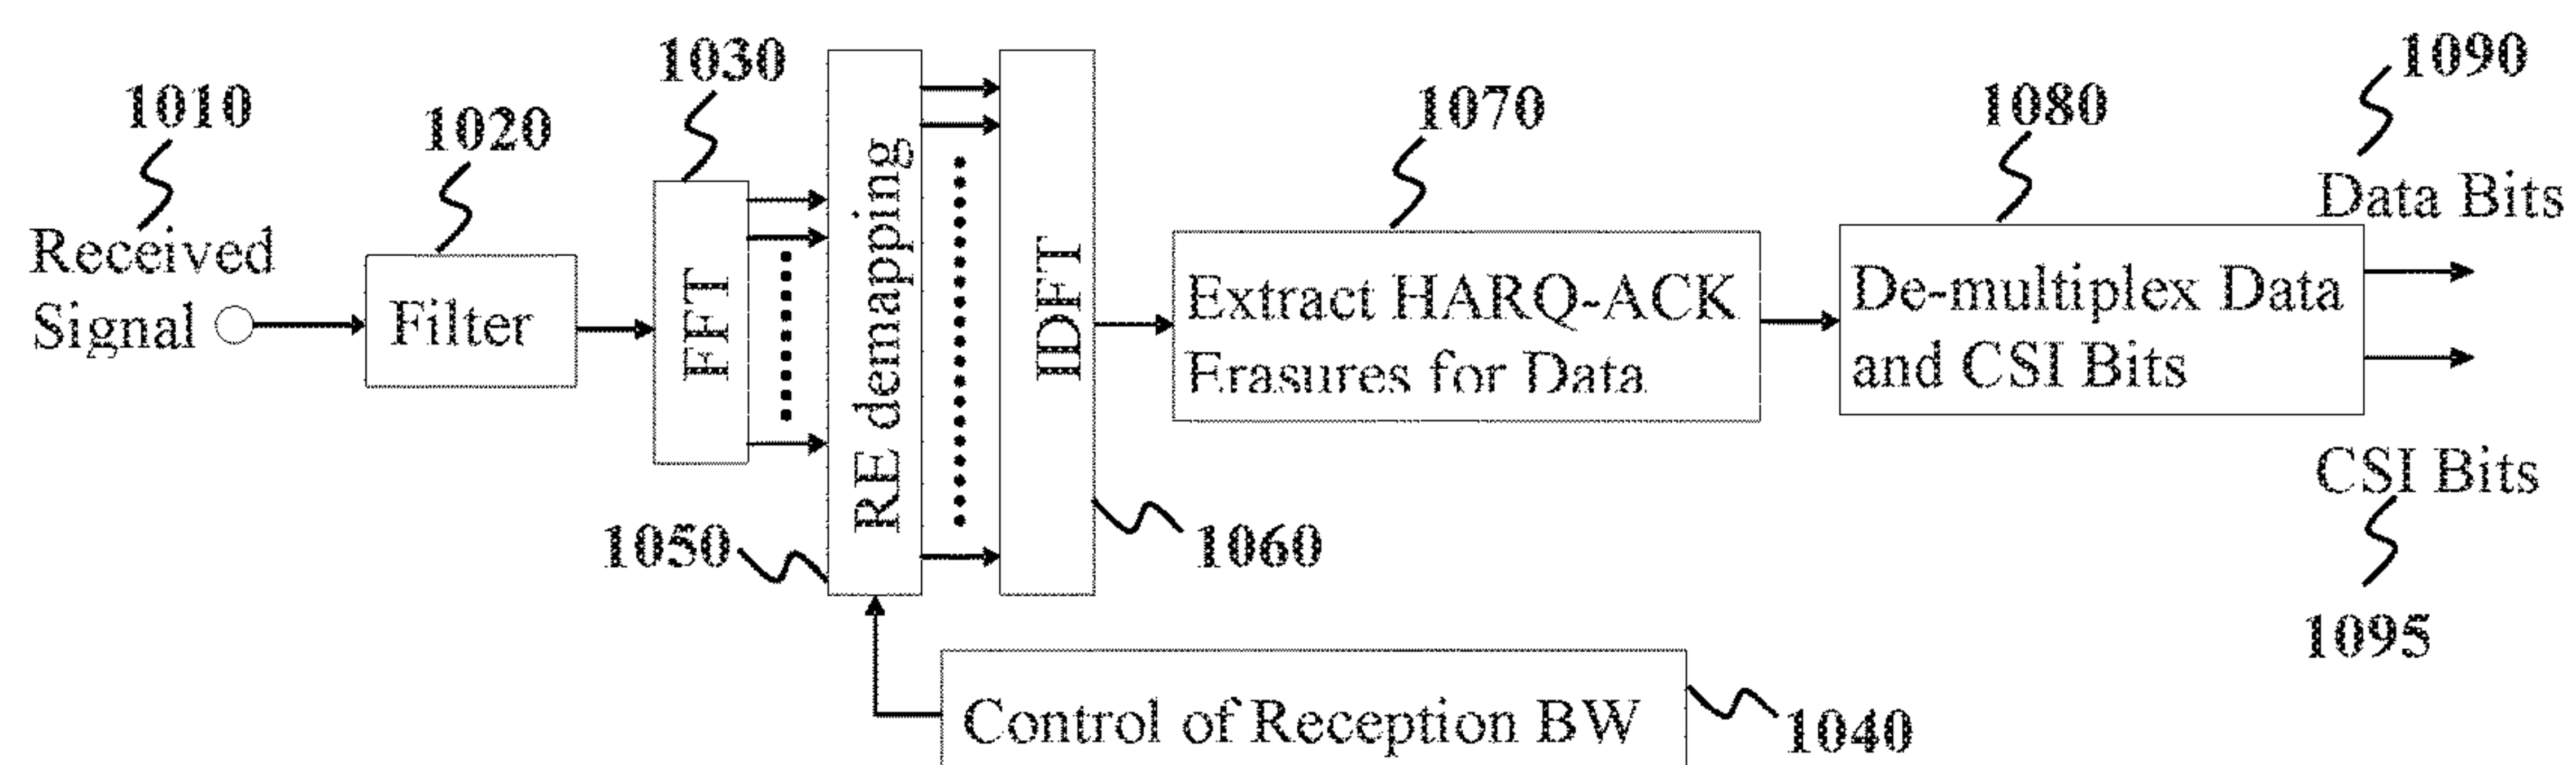 1010
Received
Signal
1020
Filter
1030
FFT
RE demapping
1050
IDFT
1060
Control of Reception BW
1040
1070
Extract HARQ-ACK
Erasures for Data
1080
De-multiplex Data
and CSI Bits
1090
Data Bits
CSI Bits
1095